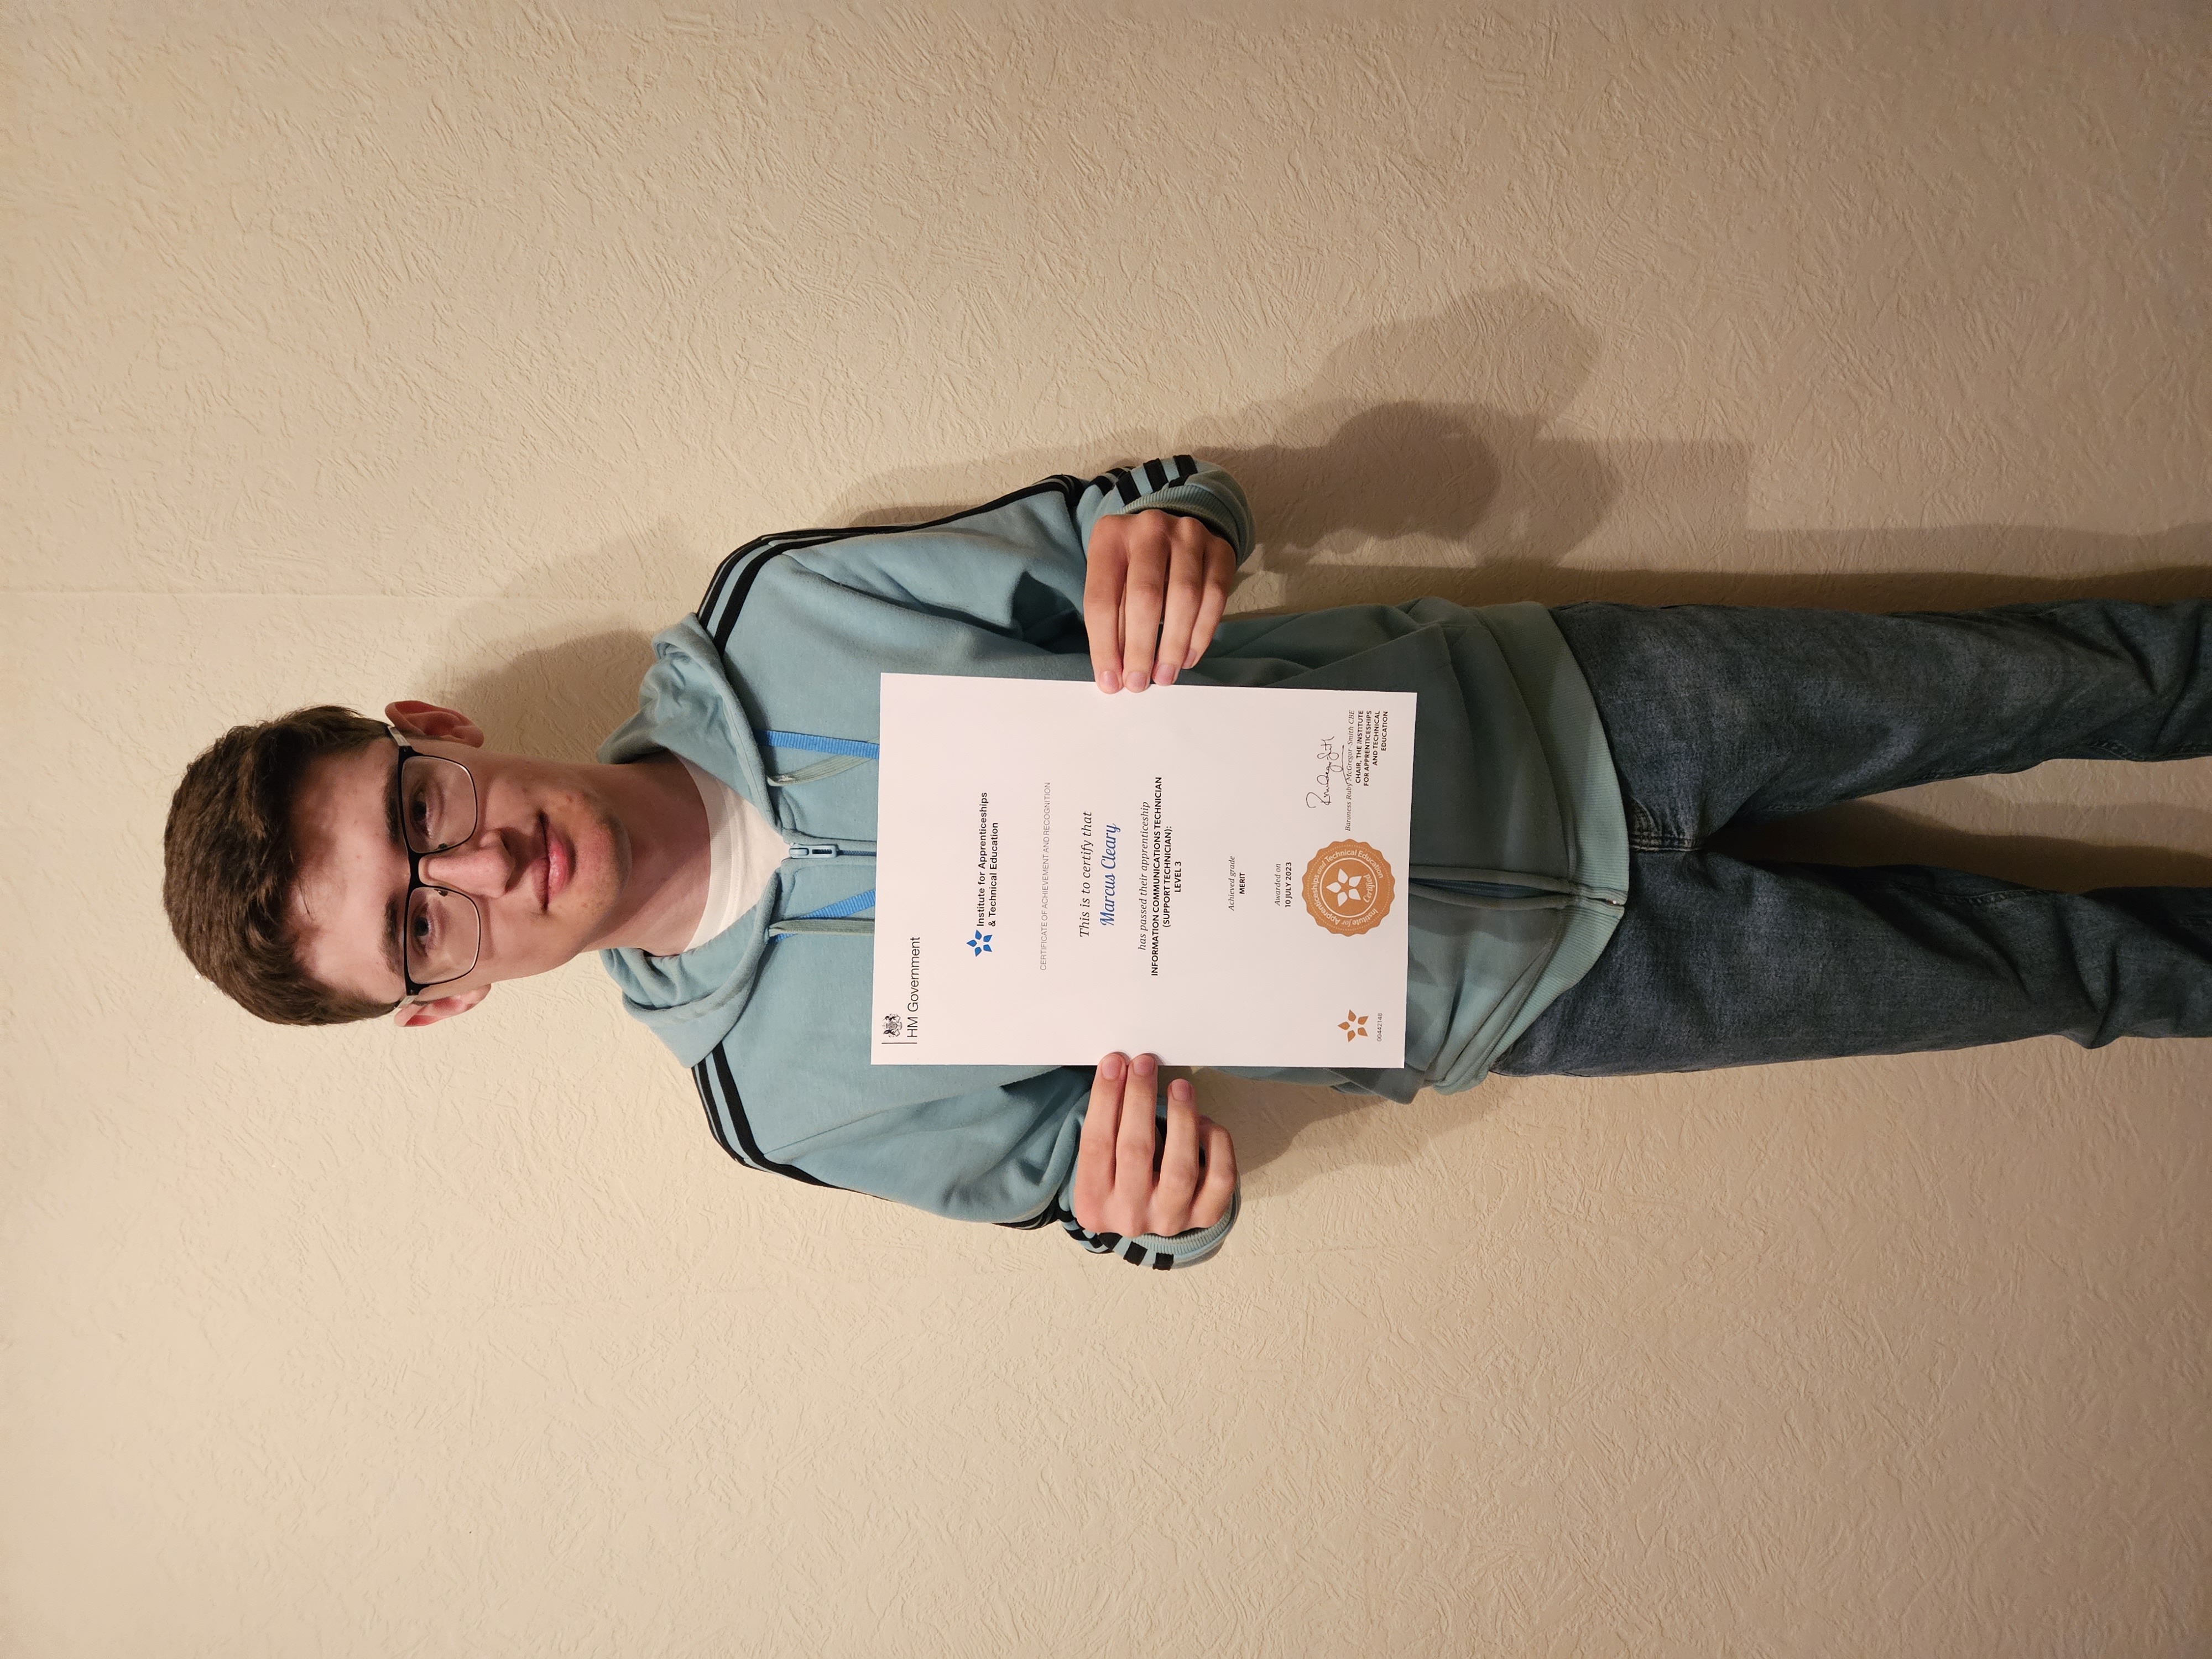 HM Government
Institute for Apprenticeships
& Technical Education
CERTIFICATE OF ACHIEVEMENT AND RECOGNITION
This is to certify that
Marcus Cleary
has passed their apprenticeship
INFORMATION COMMUNICATIONS TECHNICIAN
(SUPPORT TECHNICIAN):
LEVEL 3
Achieved grade
MERIT
Awarded on
10 JULY 2023
Institute for Apprenticeships and Technical Education
Certified
Baroness Ruby McGregor-Smith CBE
CHAIR, THE INSTITUTE
FOR APPRENTICESHIPS
AND TECHNICAL
EDUCATION
00442148